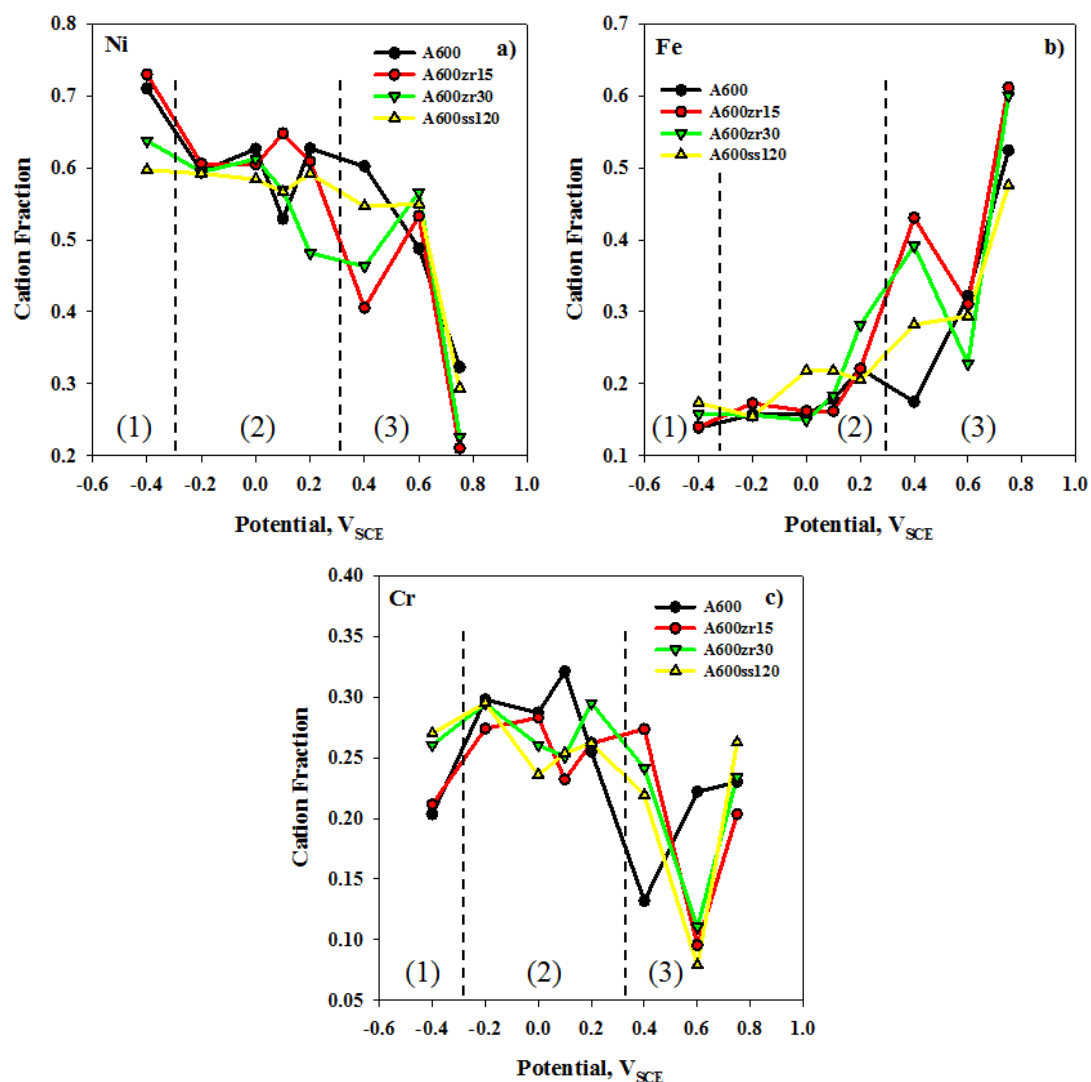 Ni
a)
A600
A600zr15
A600zr30
A600ss120
0.8
0.7
0.6
0.5
0.4
0.3
0.2
Cation Fraction
(1)
(2)
(3)
-0.6 -0.4 -0.2 0.0 0.2 0.4 0.6 0.8 1.0
Potential, VSCE
Fe
b)
A600
A600zr15
A600zr30
A600ss120
0.7
0.6
0.5
0.4
0.3
0.2
0.1
Cation Fraction
(1)
(2)
(3)
-0.6 -0.4 -0.2 0.0 0.2 0.4 0.6 0.8 1.0
Potential, VSCE
Cr
c)
A600
A600zr15
A600zr30
A600ss120
0.40
0.35
0.30
0.25
0.20
0.15
0.10
0.05
Cation Fraction
(1)
(2)
(3)
-0.6 -0.4 -0.2 0.0 0.2 0.4 0.6 0.8 1.0
Potential, VSCE